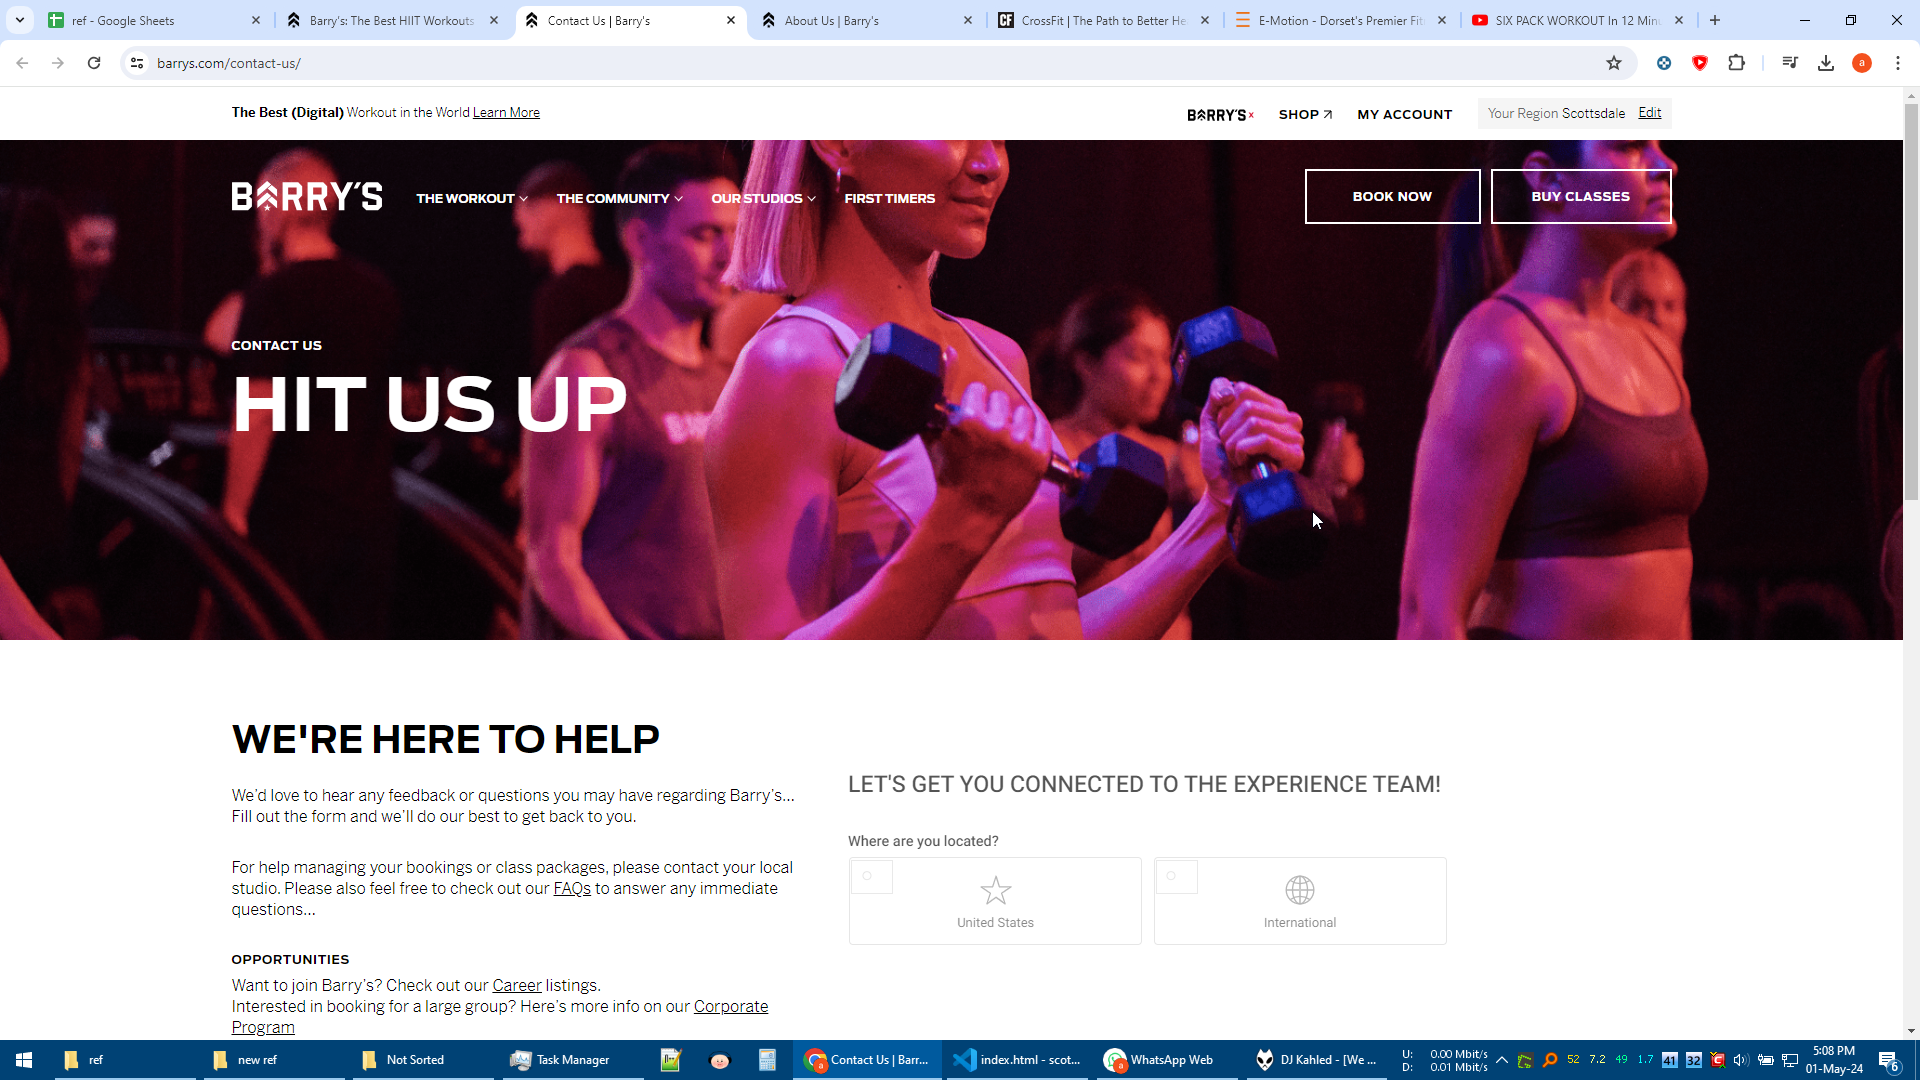 ref - Google Sheets
Barry's: The Best HIIT Workouts
Contact Us | Barry's
About Us | Barry's
CrossFit | The Path to Better He
E-Motion - Dorset's Premier Fit
SIX PACK WORKOUT In 12 Min
barrys.com/contact-us/
a
The Best (Digital) Workout in the World Learn More
BARRY'S x
SHOP
MY ACCOUNT
Your Region Scottsdale Edit
BARRY'S
THE WORKOUT
THE COMMUNITY
OUR STUDIOS
FIRST TIMERS
BOOK NOW
BUY CLASSES
CONTACT US
HIT US UP
WE'RE HERE TO HELP
We'd love to hear any feedback or questions you may have regarding Barry's...
Fill out the form and we'll do our best to get back to you.
For help managing your bookings or class packages, please contact your local
studio. Please also feel free to check out our FAQs to answer any immediate
questions...
OPPORTUNITIES
Want to join Barry's? Check out our Career listings.
Interested in booking for a large group? Here's more info on our Corporate
Program
LET'S GET YOU CONNECTED TO THE EXPERIENCE TEAM!
Where are you located?
United States
International
ref
new ref
Not Sorted
Task Manager
Contact Us | Barr...
index.html - scot...
WhatsApp Web
DJ Kahled - [We ...
U: 0.00 Mbit/s
D: 0.01 Mbit/s
52 7.2 49 1.7 41 32
5:08 PM
01-May-24
6